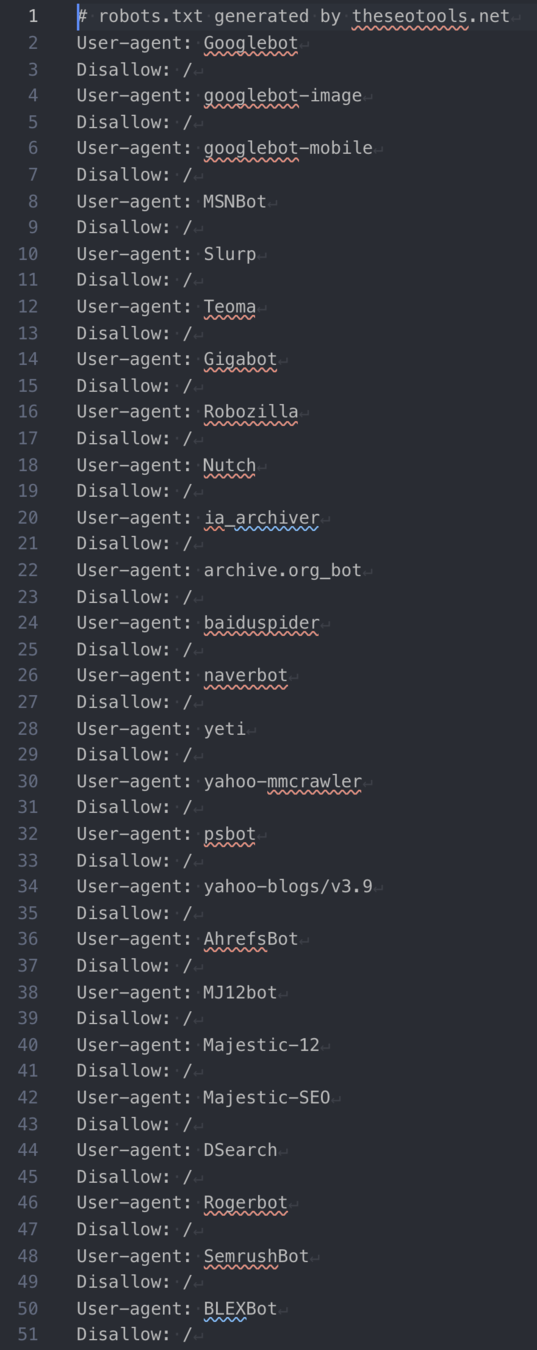 1 # robots.txt generated by theseotools.net
2 User-agent: Googlebot
3 Disallow: /
4 User-agent: googlebot-image
5 Disallow: /
6 User-agent: googlebot-mobile
7 Disallow: /
8 User-agent: MSNBot
9 Disallow: /
10 User-agent: Slurp
11 Disallow: /
12 User-agent: Teoma
13 Disallow: /
14 User-agent: Gigabot
15 Disallow: /
16 User-agent: Robozilla
17 Disallow: /
18 User-agent: Nutch
19 Disallow: /
20 User-agent: ia_archiver
21 Disallow: /
22 User-agent: archive.org_bot
23 Disallow: /
24 User-agent: baiduspider
25 Disallow: /
26 User-agent: naverbot
27 Disallow: /
28 User-agent: yeti
29 Disallow: /
30 User-agent: yahoo-mmcrawler
31 Disallow: /
32 User-agent: psbot
33 Disallow: /
34 User-agent: yahoo-blogs/v3.9
35 Disallow: /
36 User-agent: AhrefsBot
37 Disallow: /
38 User-agent: MJ12bot
39 Disallow: /
40 User-agent: Majestic-12
41 Disallow: /
42 User-agent: Majestic-SEO
43 Disallow: /
44 User-agent: DSearch
45 Disallow: /
46 User-agent: Rogerbot
47 Disallow: /
48 User-agent: SemrushBot
49 Disallow: /
50 User-agent: BLEXBot
51 Disallow: /